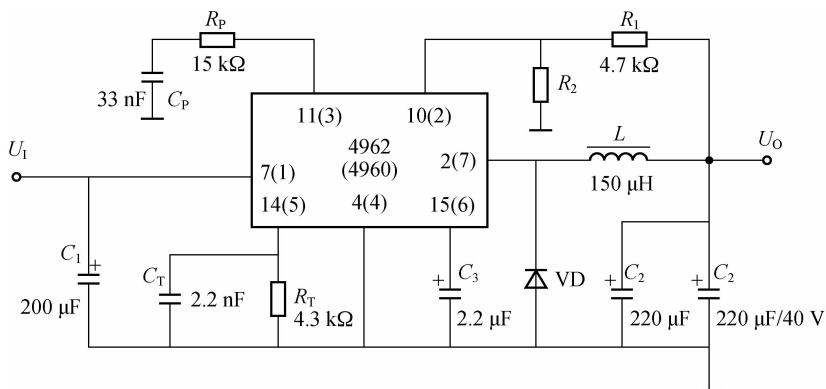 R_P
15 kΩ
33 nF
C_P
R_1
4.7 kΩ
R_2
11(3)
10(2)
4962
(4960)
7(1)
2(7)
14(5)
4(4)
15(6)
U_I
L
150 μH
U_O
C_1
+
200 μF
C_T
2.2 nF
R_T
4.3 kΩ
+
C_3
2.2 μF
VD
+
C_2
220 μF
+
C_2
220 μF/40 V